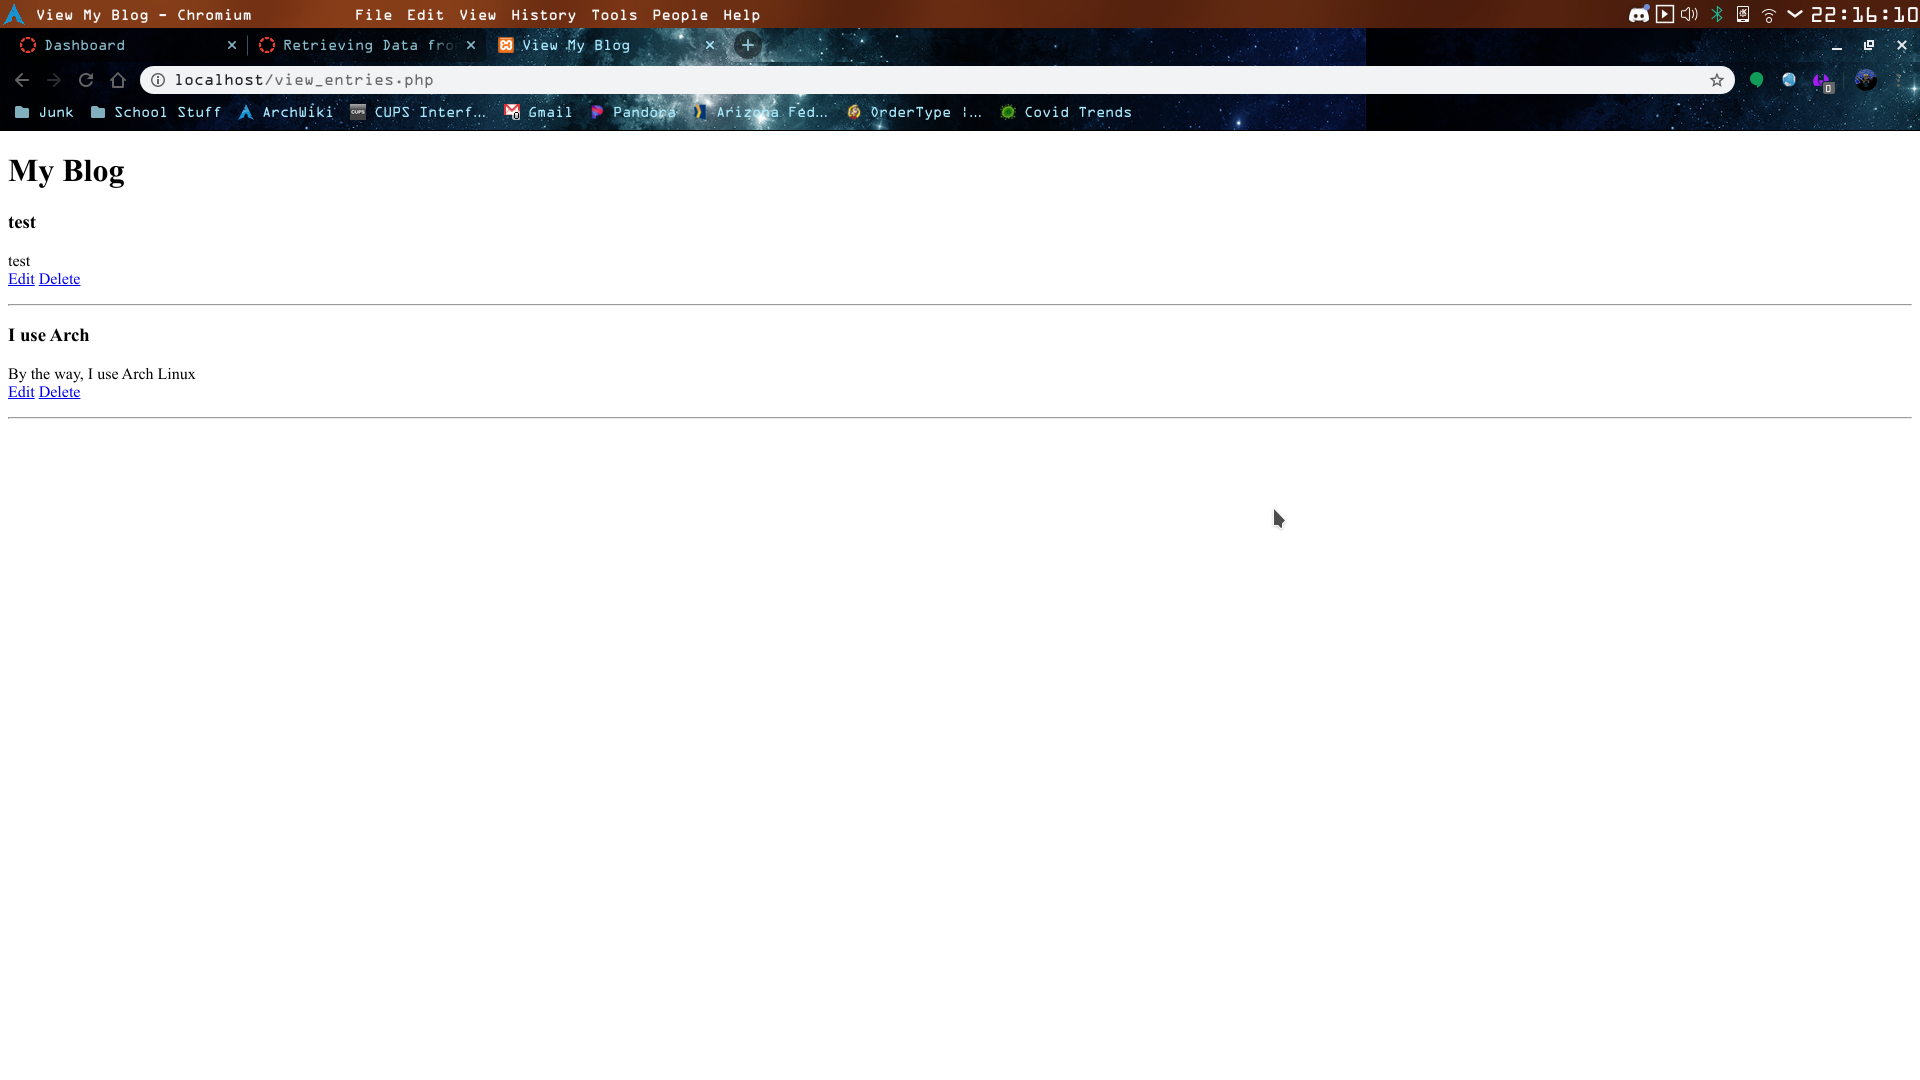 View My Blog - Chromium File Edit View History Tools People Help 22:16:10
Dashboard Retrieving Data fro View My Blog
localhost/view_entries.php
Junk School Stuff ArchWiki CUPS Interf... Gmail Pandora Arizona Fed... OrderType |... Covid Trends
My Blog
test
test
Edit Delete
I use Arch
By the way, I use Arch Linux
Edit Delete